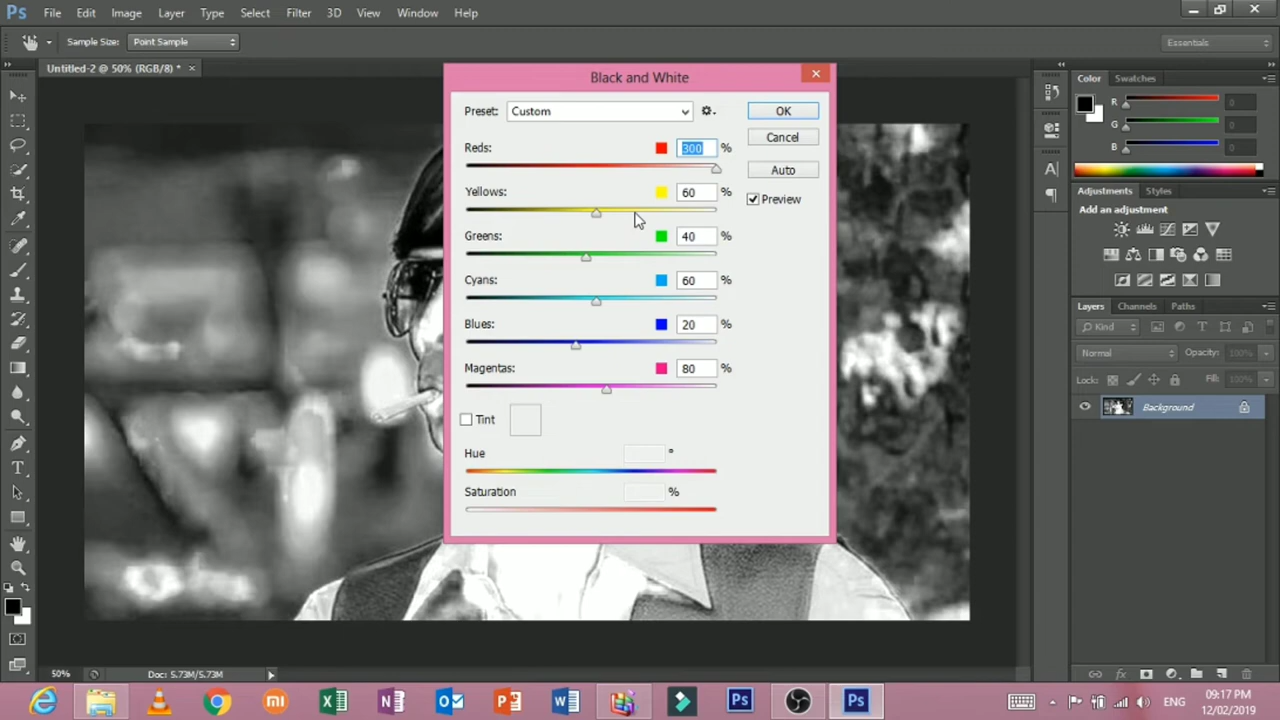 Ps File Edit Image Layer Type Select Filter 3D View Window Help
Sample Size: Point Sample Essentials
Untitled-2 @ 50% (RGB/8) * ×
Black and White
Preset: Custom
OK
Cancel
Auto
Preview
Reds: 300 %
Yellows: 60 %
Greens: 40 %
Cyans: 60 %
Blues: 20 %
Magentas: 80 %
Tint
Hue °
Saturation %
Color Swatches
R 0
G 0
B 0
Adjustments Styles
Add an adjustment
Layers Channels Paths
Kind
Normal Opacity: 100%
Lock: Fill: 100%
Background
50% Doc: 5.73M/5.73M
ENG 09:17 PM
12/02/2019